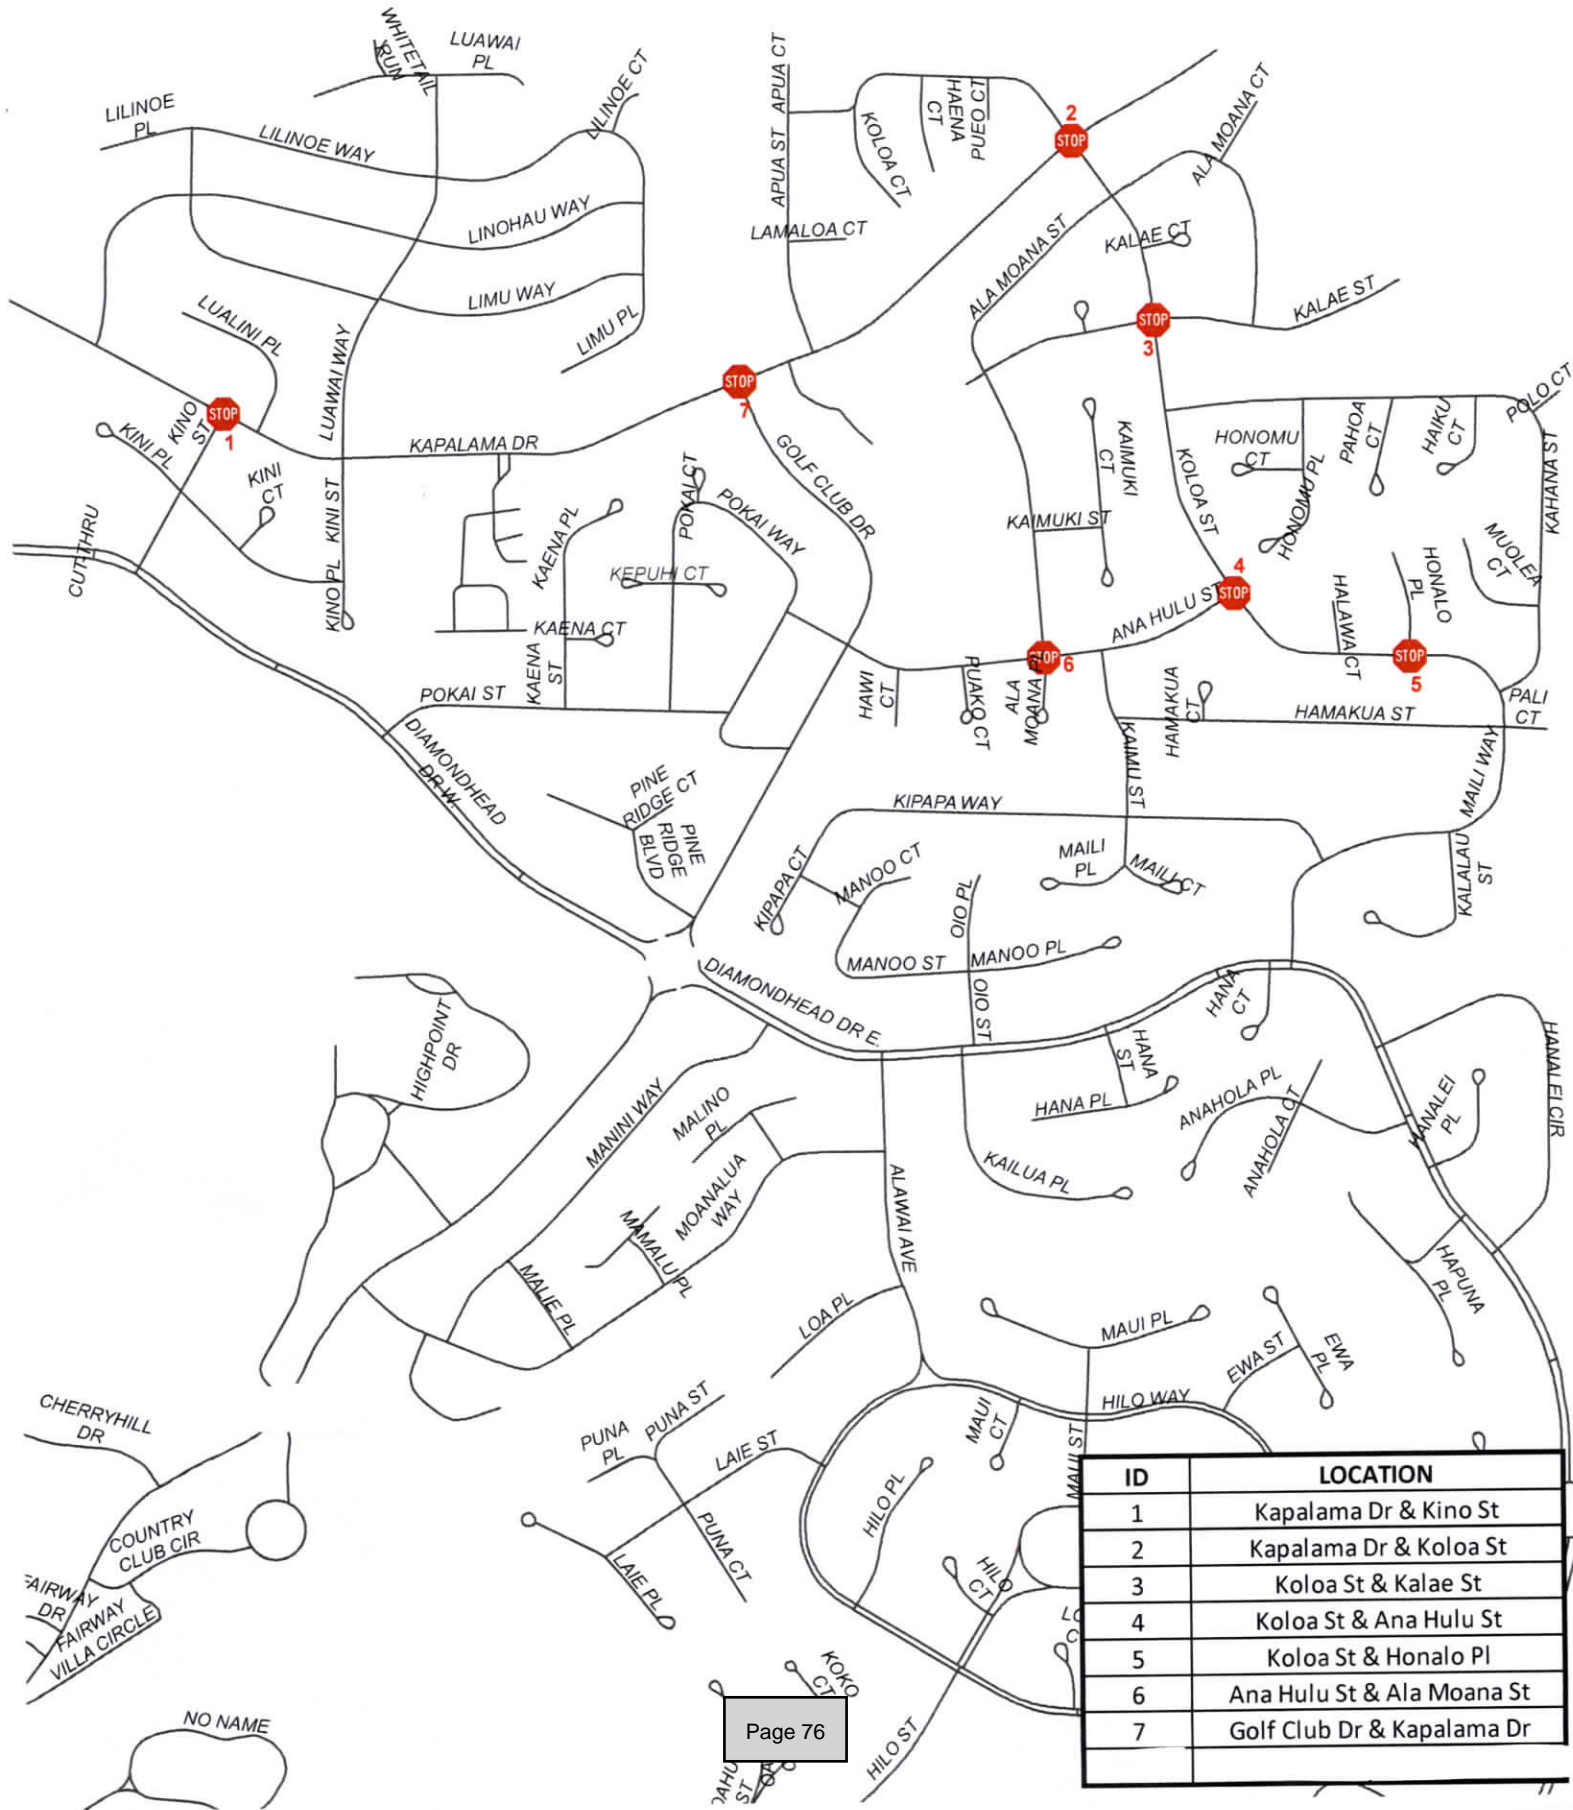 WHITETAIL
RUN
LUAWAI
PL
LILINOE CT
LILINOE
PL
LILINOE WAY
LINOHAU WAY
LIMU WAY
LIMU PL
LUALINI PL
LUAWAI WAY
APUA CT
APUA ST
KOLOA CT
HAENA
CT
PUEO CT
2
STOP
ALA MOANA CT
LAMALOA CT
ALA MOANA ST
KALAE CT
KALAE ST
STOP
3
STOP
7
STOP
1
KINO
ST
KINI PL
KINI
CT
KINI ST
KINO PL
CUT-THRU
KAPALAMA DR
GOLF CLUB DR
POKAI CT
POKAI WAY
KAENA PL
KEPUHI CT
KAENA CT
KAENA
ST
POKAI ST
KAIMUKI
CT
KAIMUKI ST
KOLOA ST
HONOMU
CT
HONOMU PL
PAHOA
CT
HAIKU
CT
POLO CT
KAHANA ST
MUOLEA
CT
HONALO
PL
HALAWA CT
4
STOP
STOP
5
ANA HULU ST
STOP
6
HAWI
CT
PUAKO CT
ALA
MOANA PL
HAMAKUA
CT
HAMAKUA ST
PALI
CT
MAILI WAY
KAIMU ST
DIAMONDHEAD
DR W.
PINE
RIDGE CT
PINE
RIDGE
BLVD
KIPAPA WAY
KIPAPA CT
MANOO CT
MAILI
PL
MAILI CT
KALALAU
ST
OIO PL
MANOO ST
MANOO PL
OIO ST
DIAMONDHEAD DR E.
HANA
CT
HANA
ST
HANA PL
HIGHPOINT
DR
MANINI WAY
MALINO
PL
MOANALUA
WAY
MAMALU PL
MALIE PL
ALAWAI AVE
KAILUA PL
ANAHOLA PL
ANAHOLA CT
HANALEI
PL
HANALEI CIR
HAPUNA
PL
LOA PL
MAUI PL
EWA ST
EWA
PL
HILO WAY
MAUI
CT
MAUI ST
CHERRYHILL
DR
PUNA
PL
PUNA ST
LAIE ST
PUNA CT
LAIE PL
HILO PL
HILO
CT
COUNTRY
CLUB CIR
FAIRWAY
DR
FAIRWAY
VILLA CIRCLE
KOKO
CT
HILO ST
NO NAME
Page 76
ID LOCATION
1 Kapalama Dr & Kino St
2 Kapalama Dr & Koloa St
3 Koloa St & Kalae St
4 Koloa St & Ana Hulu St
5 Koloa St & Honalo Pl
6 Ana Hulu St & Ala Moana St
7 Golf Club Dr & Kapalama Dr